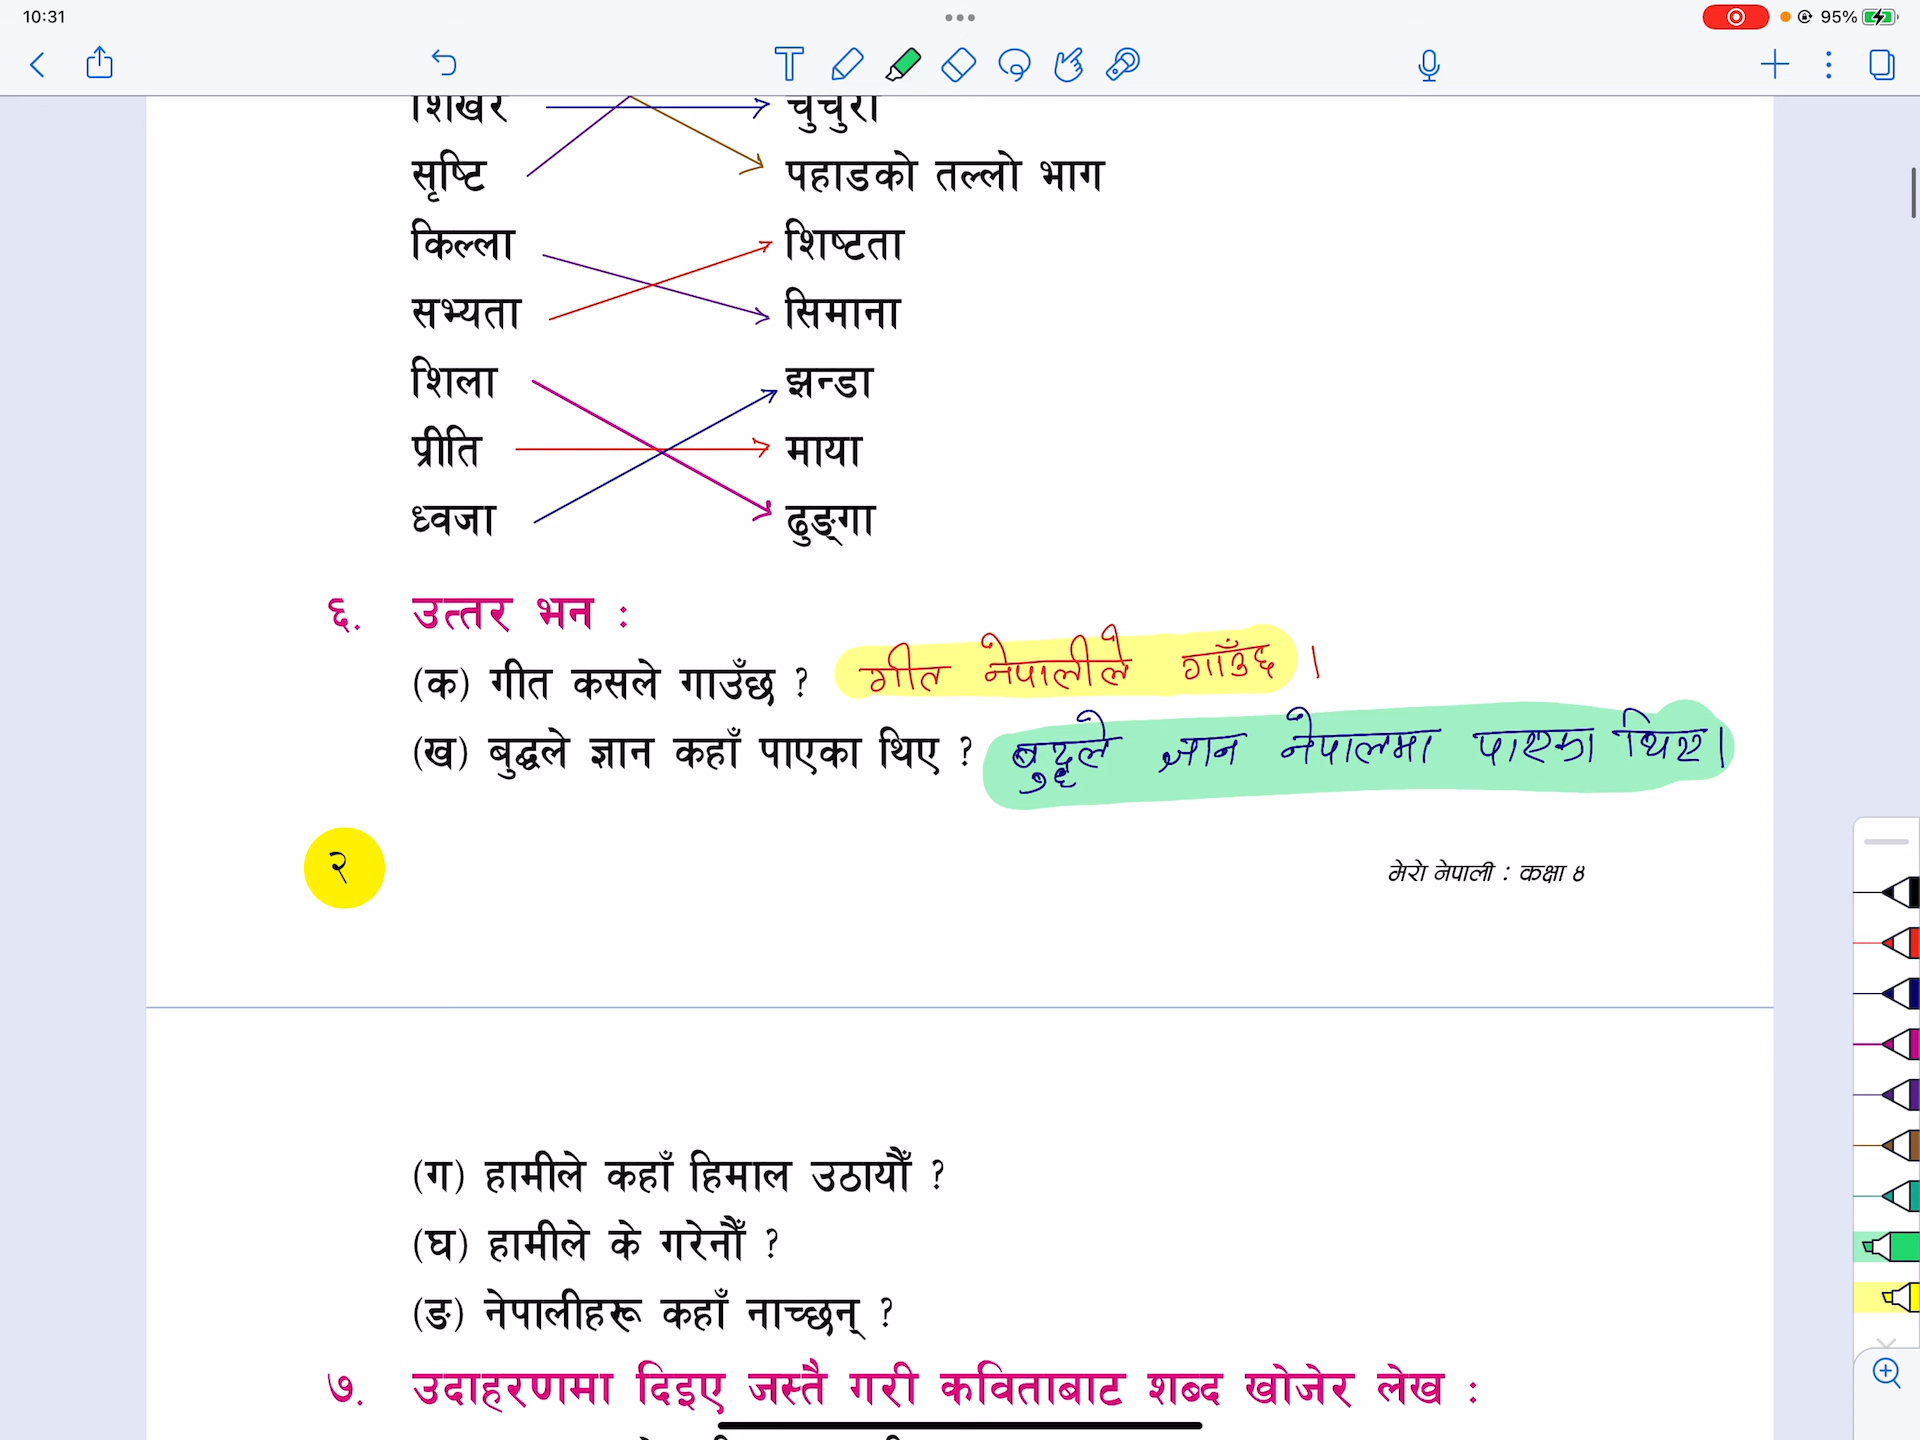 10:31
95%
शिखर चुचुरो
सृष्टि पहाडको तल्लो भाग
किल्ला शिष्टता
सभ्यता सिमाना
शिला झन्डा
प्रीति माया
ध्वजा ढुङ्गा
६. उत्तर भन :
(क) गीत कसले गाउँछ ? गीत नेपालीले गाउँछ ।
(ख) बुद्धले ज्ञान कहाँ पाएका थिए ? बुद्धले ज्ञान नेपालमा पाएका थिए ।
२
मेरो नेपाली : कक्षा ४
(ग) हामीले कहाँ हिमाल उठायौँ ?
(घ) हामीले के गरेनौँ ?
(ङ) नेपालीहरू कहाँ नाच्छन् ?
७. उदाहरणमा दिइए जस्तै गरी कविताबाट शब्द खोजेर लेख :